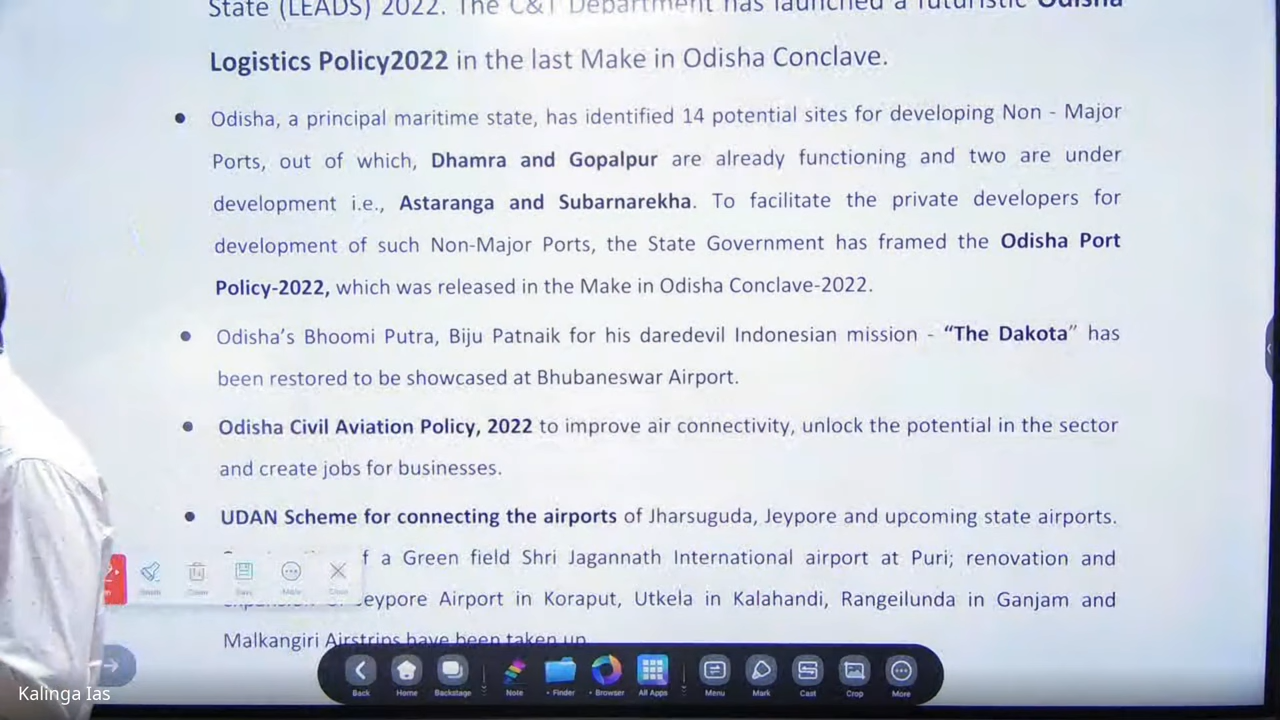 State (LEADS) 2022. The C&T Department has launched a futuristic Odisha
Logistics Policy2022 in the last Make in Odisha Conclave.
● Odisha, a principal maritime state, has identified 14 potential sites for developing Non - Major
Ports, out of which, Dhamra and Gopalpur are already functioning and two are under
development i.e., Astaranga and Subarnarekha. To facilitate the private developers for
development of such Non-Major Ports, the State Government has framed the Odisha Port
Policy-2022, which was released in the Make in Odisha Conclave-2022.
● Odisha’s Bhoomi Putra, Biju Patnaik for his daredevil Indonesian mission - “The Dakota” has
been restored to be showcased at Bhubaneswar Airport.
● Odisha Civil Aviation Policy, 2022 to improve air connectivity, unlock the potential in the sector
and create jobs for businesses.
● UDAN Scheme for connecting the airports of Jharsuguda, Jeypore and upcoming state airports.
a Green field Shri Jagannath International airport at Puri; renovation and
Jeypore Airport in Koraput, Utkela in Kalahandi, Rangeilunda in Ganjam and
Malkangiri Airstrips have been taken up
Save More Close
Back Home Backstage Note • Finder • Browser All Apps Menu Mark Cast Crop More
Kalinga Ias